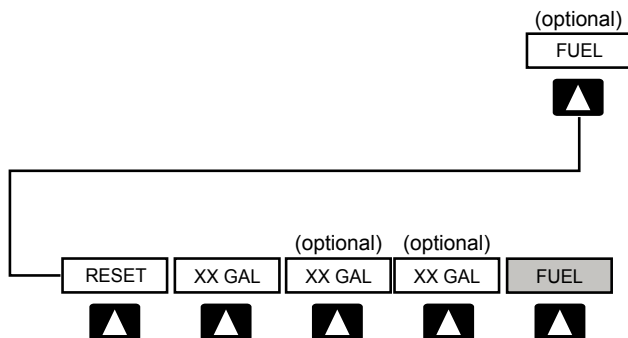 (optional)
FUEL
(optional) (optional)
RESET XX GAL XX GAL XX GAL FUEL